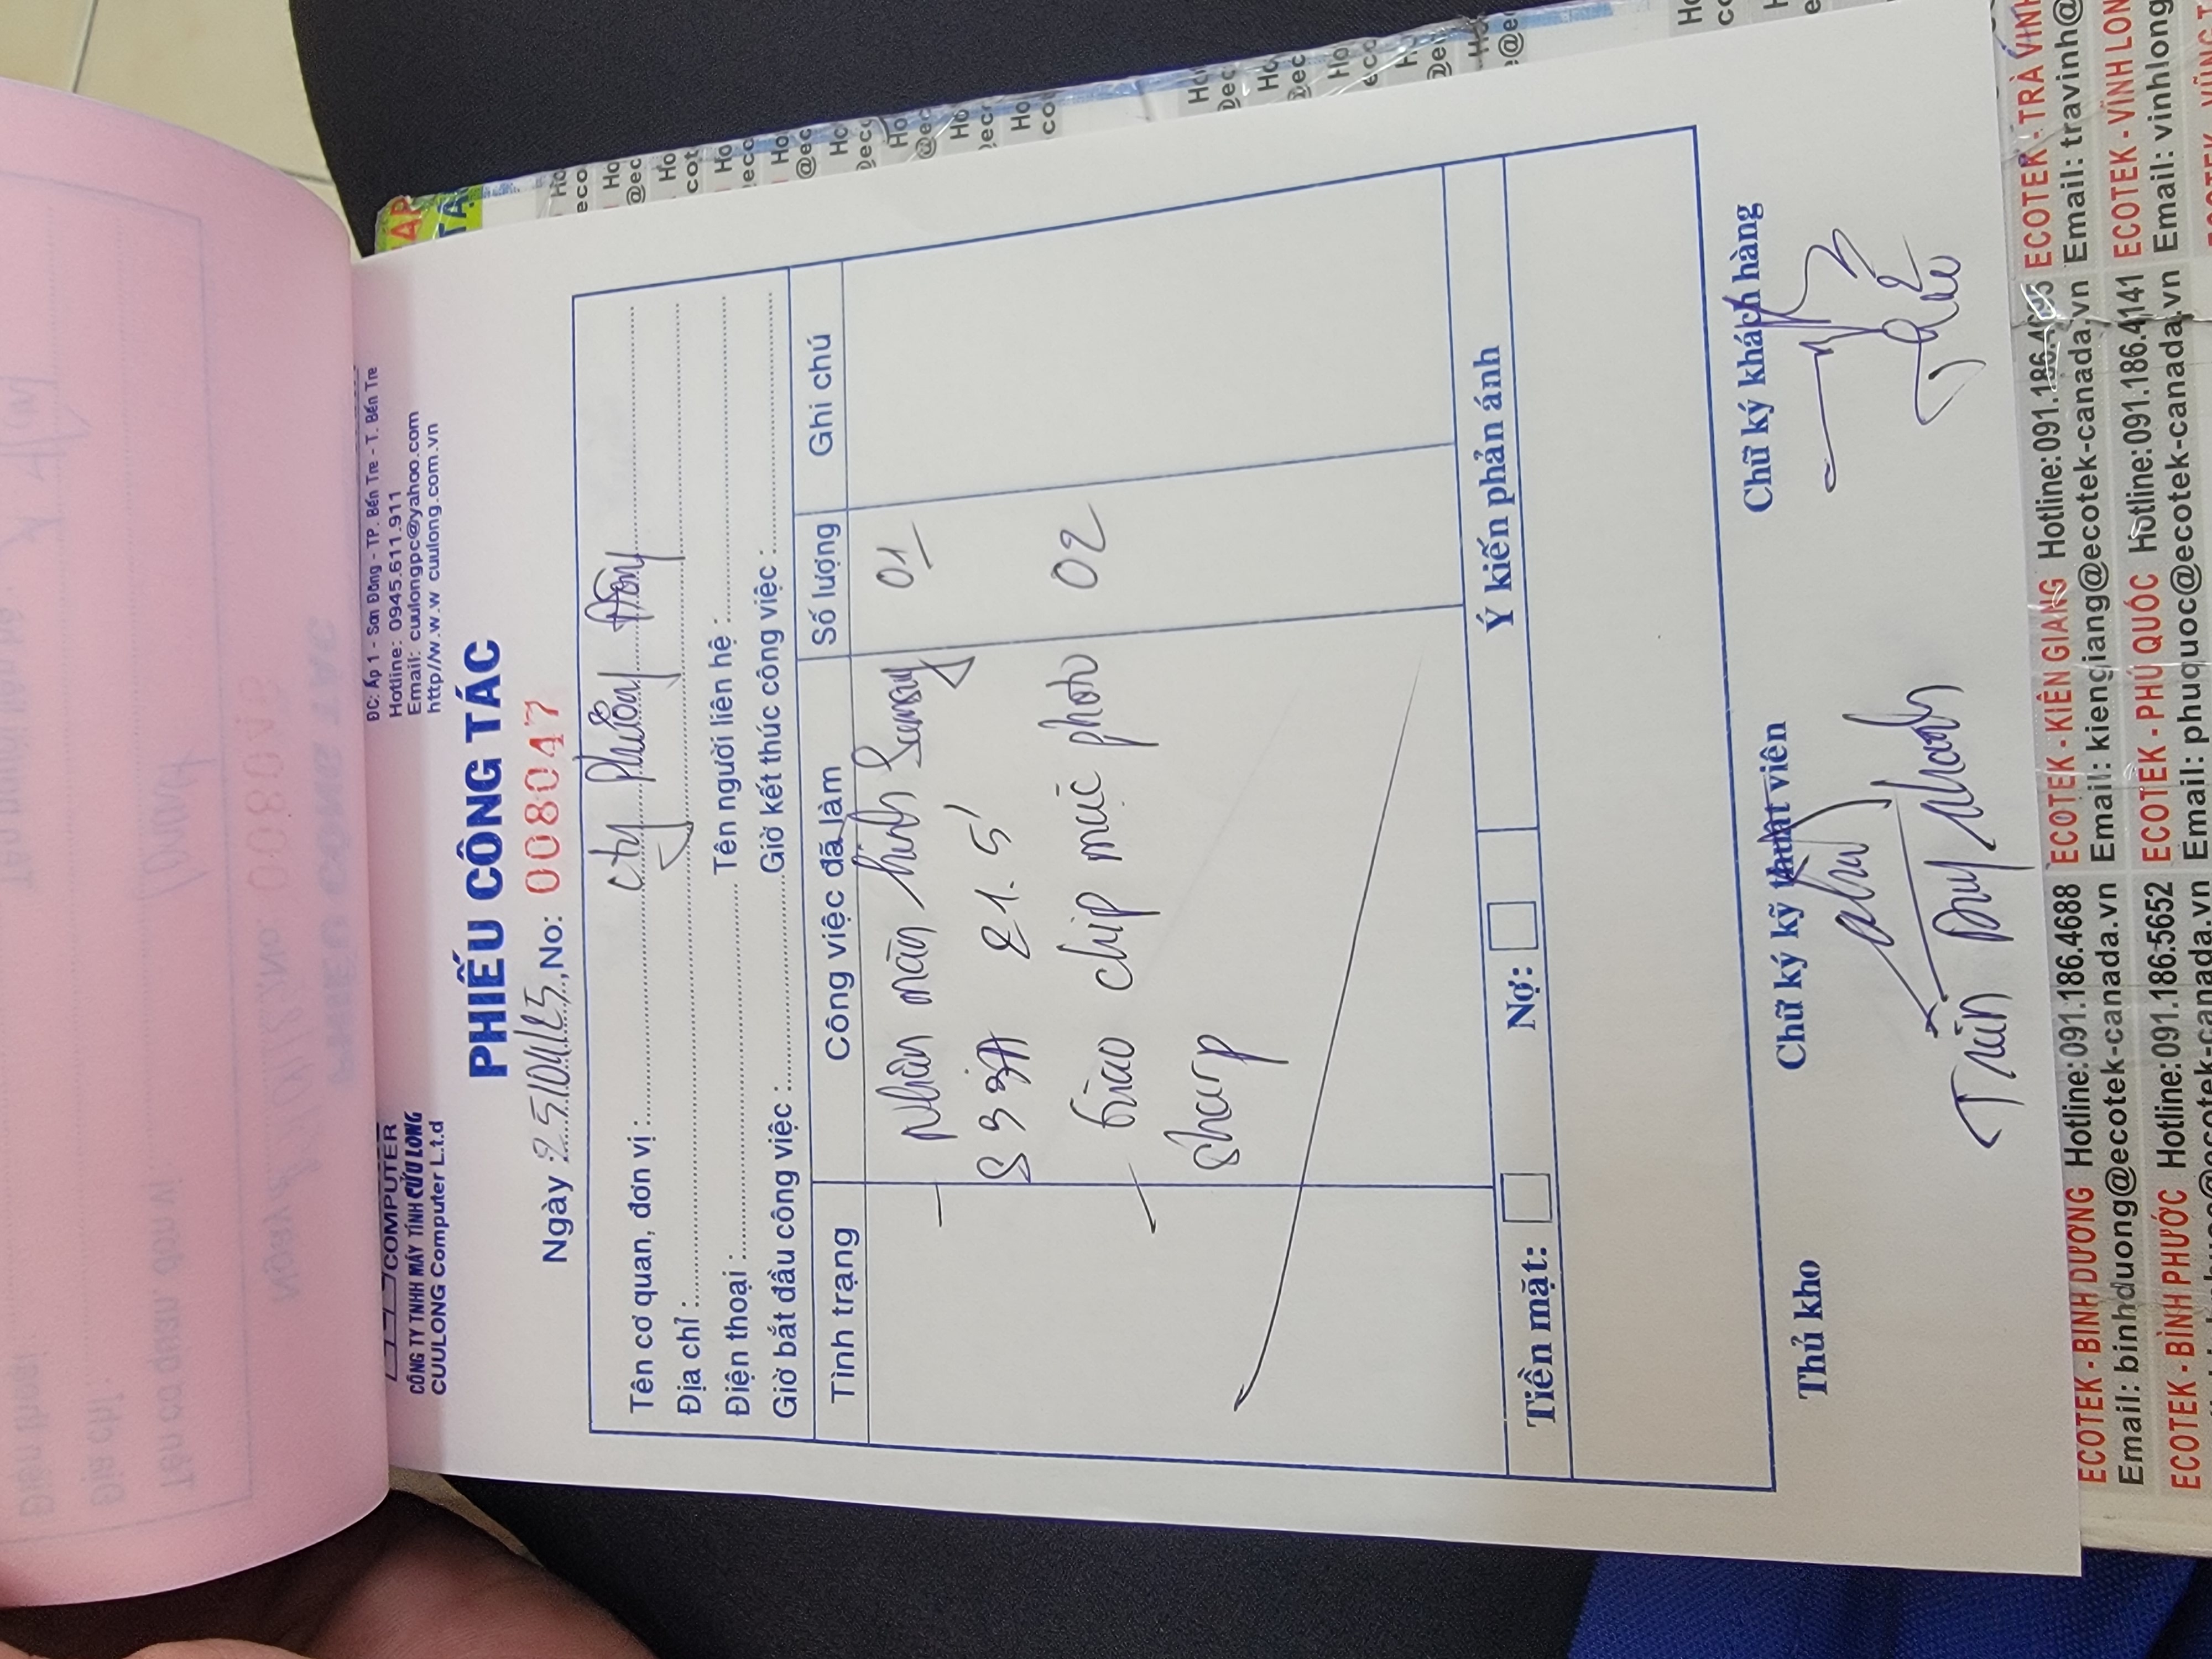 COMPUTER
CÔNG TY TNHH MÁY TÍNH CỬU LONG
CUULONG Computer L.t.d
ĐC: Ấp 1 - Sơn Đông - TP. Bến Tre - T. Bến Tre
Hotline: 0945.611.911
Email: cuulongpc@yahoo.com
http//w.w.w cuulong.com.vn
PHIẾU CÔNG TÁC
Ngày 25/04/25, No: 008047
Tên cơ quan, đơn vị : Cty Phương Đông
Địa chỉ :
Điện thoại : Tên người liên hệ :
Giờ bắt đầu công việc : Giờ kết thúc công việc :
Tình trạng Công việc đã làm Số lượng Ghi chú
- Nhận màn hình Samsung 01
21.5'
- Giao chip mực photo 02
Sharp
Tiền mặt: Nợ: Ý kiến phản ánh
Thủ kho Chữ ký kỹ thuật viên Chữ ký khách hàng
Trần Duy Khanh
ECOTEK - BÌNH DƯƠNG Hotline:091.186.4688 ECOTEK - KIÊN GIANG Hotline:091.186. ECOTEK - TRÀ VINH
Email: binhduong@ecotek-canada.vn Email: kiengiang@ecotek-canada.vn Email: travinh@
ECOTEK - BÌNH PHƯỚC Hotline:091.186.5652 ECOTEK - PHÚ QUỐC Hotline:091.186.4141 ECOTEK - VĨNH LON
Email: phuquoc@ecotek-canada.vn Email: vinhlong